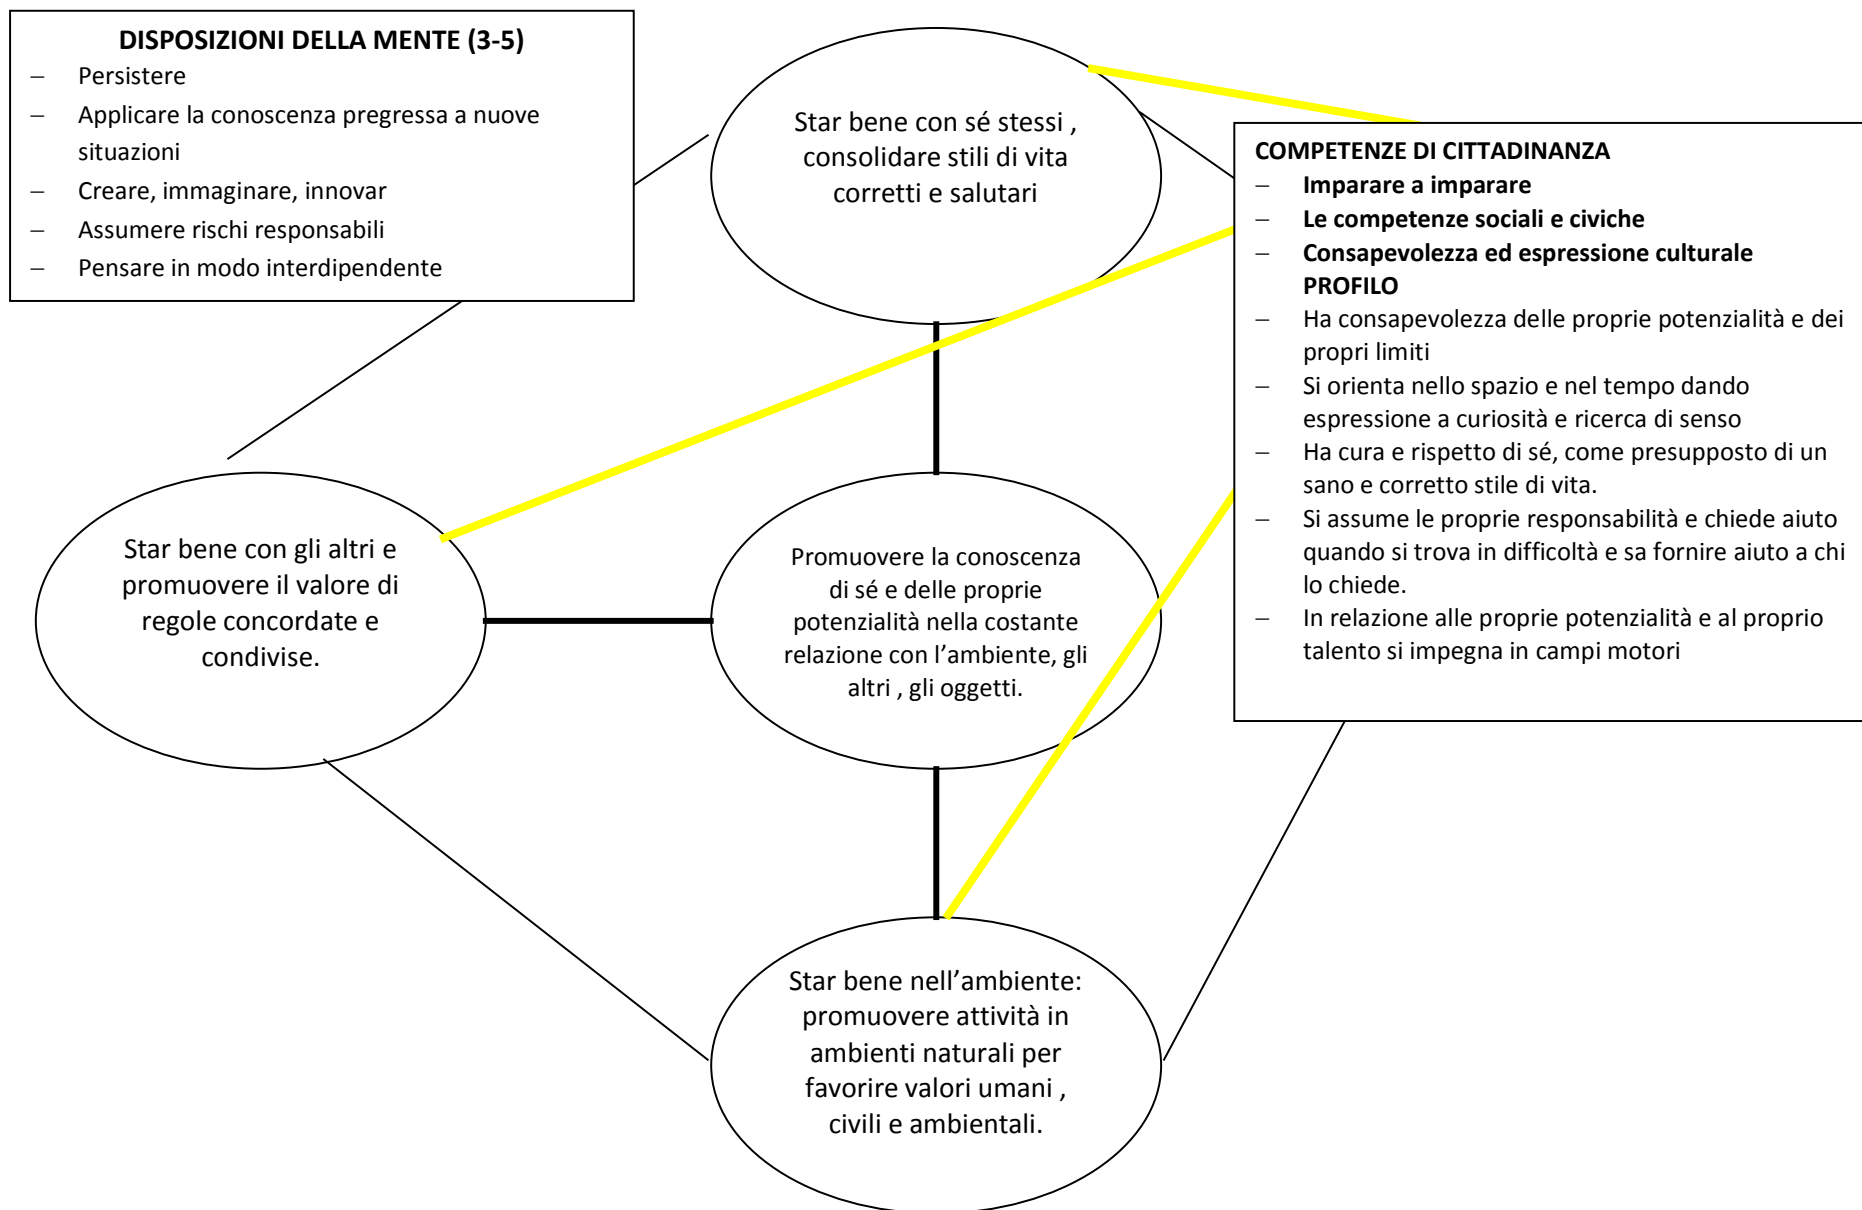 DISPOSIZIONI DELLA MENTE (3-5)
– Persistere
– Applicare la conoscenza pregressa a nuove
situazioni
– Creare, immaginare, innovar
– Assumere rischi responsabili
– Pensare in modo interdipendente
Star bene con sé stessi ,
consolidare stili di vita
corretti e salutari
COMPETENZE DI CITTADINANZA
– Imparare a imparare
– Le competenze sociali e civiche
– Consapevolezza ed espressione culturale
PROFILO
– Ha consapevolezza delle proprie potenzialità e dei
propri limiti
– Si orienta nello spazio e nel tempo dando
espressione a curiosità e ricerca di senso
– Ha cura e rispetto di sé, come presupposto di un
sano e corretto stile di vita.
– Si assume le proprie responsabilità e chiede aiuto
quando si trova in difficoltà e sa fornire aiuto a chi
lo chiede.
– In relazione alle proprie potenzialità e al proprio
talento si impegna in campi motori
Star bene con gli altri e
promuovere il valore di
regole concordate e
condivise.
Promuovere la conoscenza
di sé e delle proprie
potenzialità nella costante
relazione con l’ambiente, gli
altri , gli oggetti.
Star bene nell’ambiente:
promuovere attività in
ambienti naturali per
favorire valori umani ,
civili e ambientali.